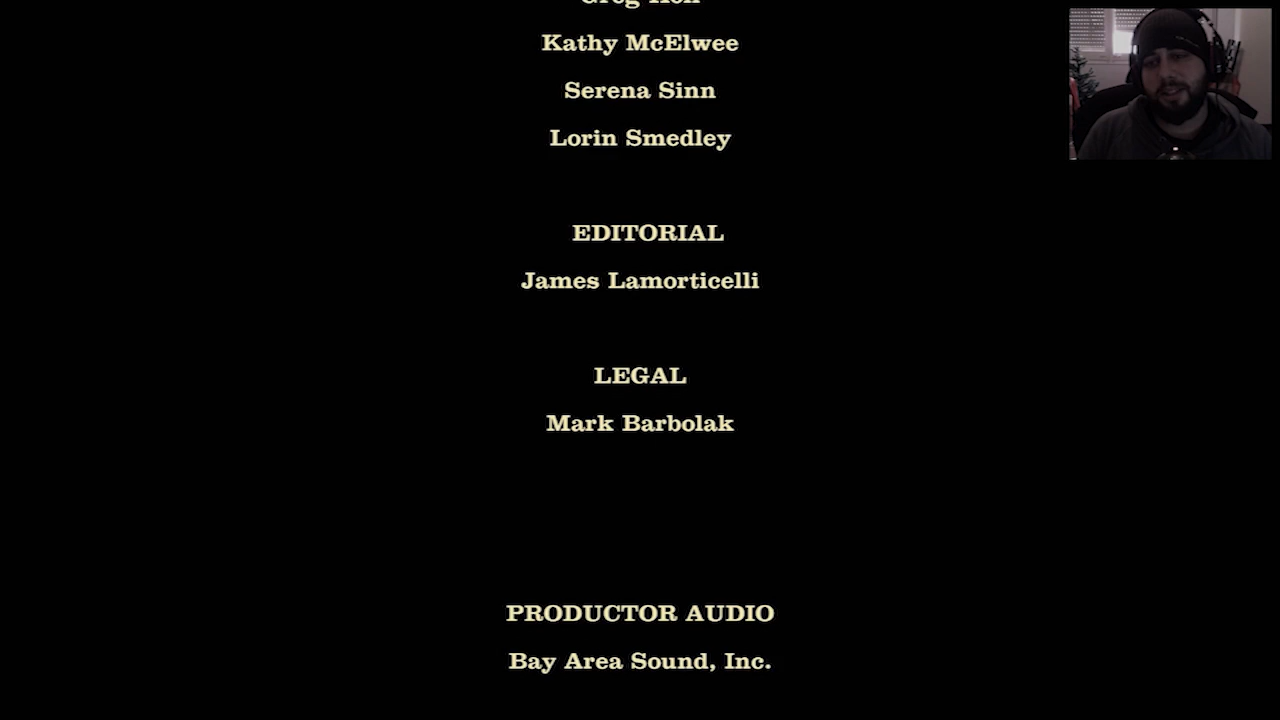 Kathy McElwee
Serena Sinn
Lorin Smedley
EDITORIAL
James Lamorticelli
LEGAL
Mark Barbolak
PRODUCTOR AUDIO
Bay Area Sound, Inc.